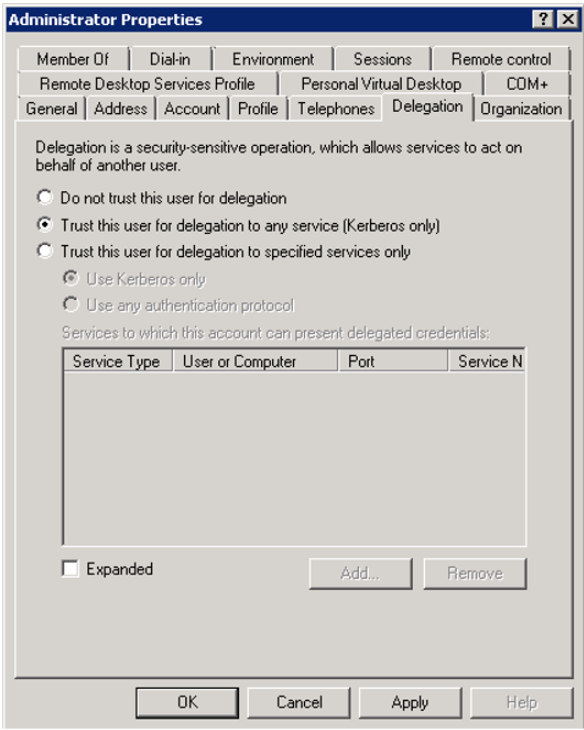 Administrator Properties
Member Of Dial-in Environment Sessions Remote control
Remote Desktop Services Profile Personal Virtual Desktop COM+
General Address Account Profile Telephones Delegation Organization
Delegation is a security-sensitive operation, which allows services to act on
behalf of another user.
Do not trust this user for delegation
Trust this user for delegation to any service (Kerberos only)
Trust this user for delegation to specified services only
Use Kerberos only
Use any authentication protocol
Services to which this account can present delegated credentials:
Service Type User or Computer Port Service N
Expanded Add... Remove
OK Cancel Apply Help